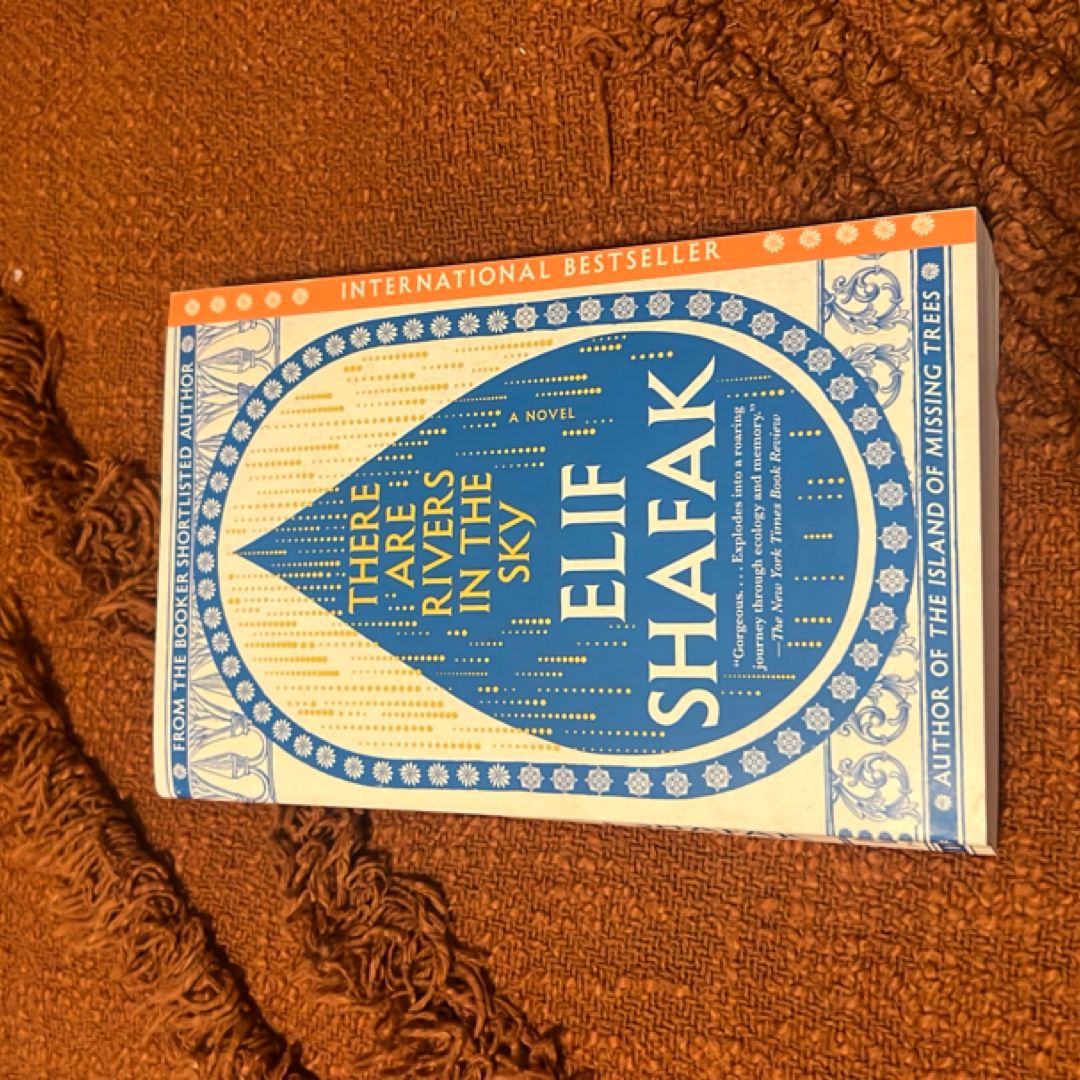 INTERNATIONAL BESTSELLER
FROM THE BOOKER SHORTLISTED AUTHOR
THERE
ARE
RIVERS
IN THE
SKY
A NOVEL
ELIF
SHAFAK
“Gorgeous. . . . Explodes into a roaring
journey through ecology and memory.”
—The New York Times Book Review
AUTHOR OF THE ISLAND OF MISSING TREES